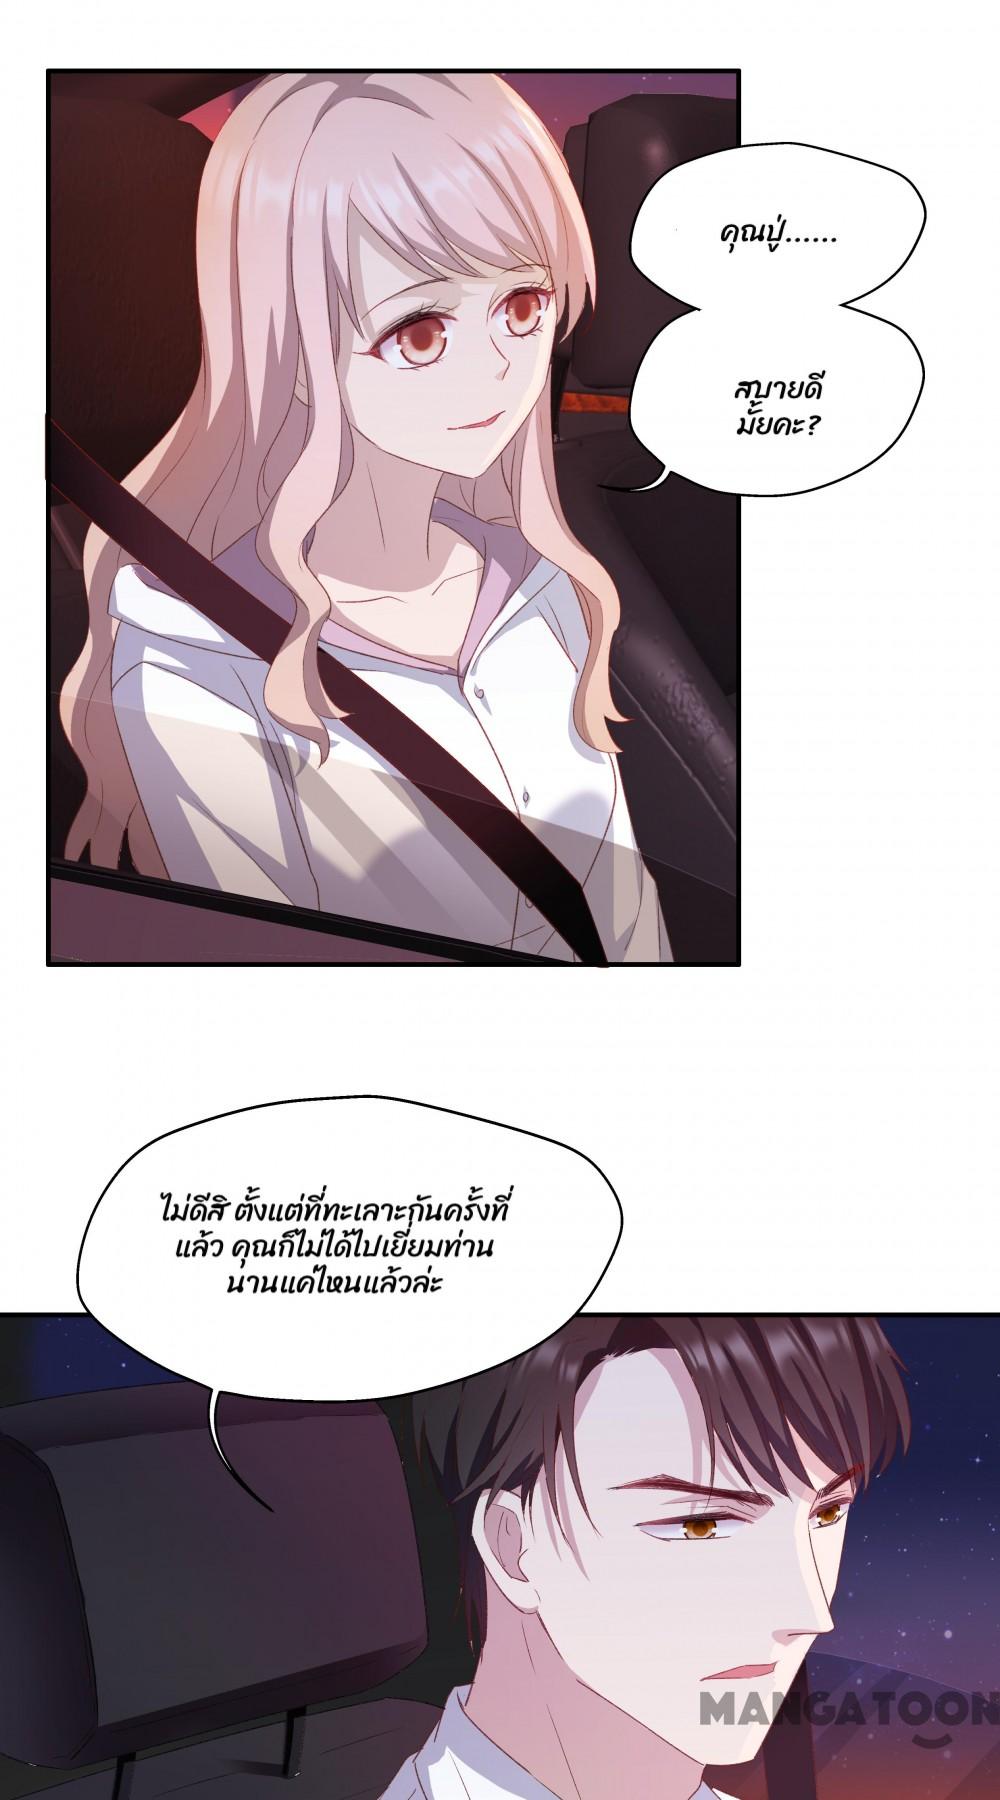 คุณปู่......
สบายดี
มั้ยคะ?
ไม่ดีสิ ตั้งแต่ที่ทะเลาะกันครั้งที่
แล้ว คุณก็ไม่ได้ไปเยี่ยมท่าน
นานแค่ไหนแล้วล่ะ
MANGATOON